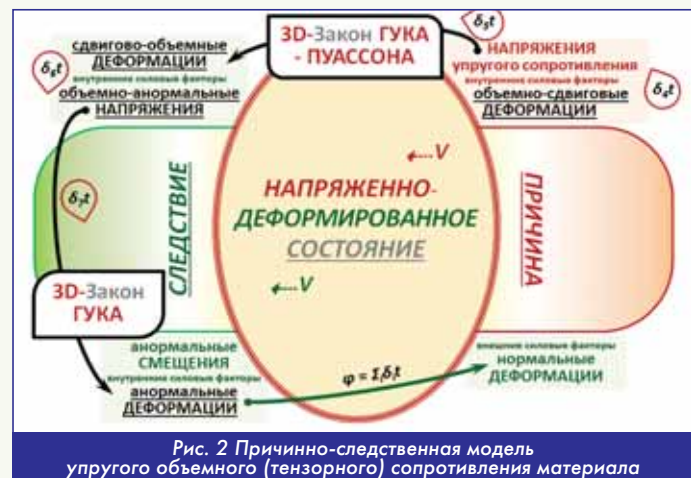 3D-Закон ГУКА
- ПУАССОНА
δ₅t
сдвигово-объемные
ДЕФОРМАЦИИ
внутренние силовые факторы
объемно-анормальные
НАПРЯЖЕНИЯ
δ₆t
НАПРЯЖЕНИЯ
упругого сопротивления
внутренние силовые факторы
объемно-сдвиговые
ДЕФОРМАЦИИ
δ₄t
←...V
δ₇t
СЛЕДСТВИЕ
НАПРЯЖЕННО-
ДЕФОРМИРОВАННОЕ
СОСТОЯНИЕ
ПРИЧИНА
←...V
3D-Закон
ГУКА
анормальные
СМЕЩЕНИЯ
внутренние силовые факторы
анормальные
ДЕФОРМАЦИИ
внешние силовые факторы
нормальные
ДЕФОРМАЦИИ
Рис. 2 Причинно-следственная модель
упругого объемного (тензорного) сопротивления материала